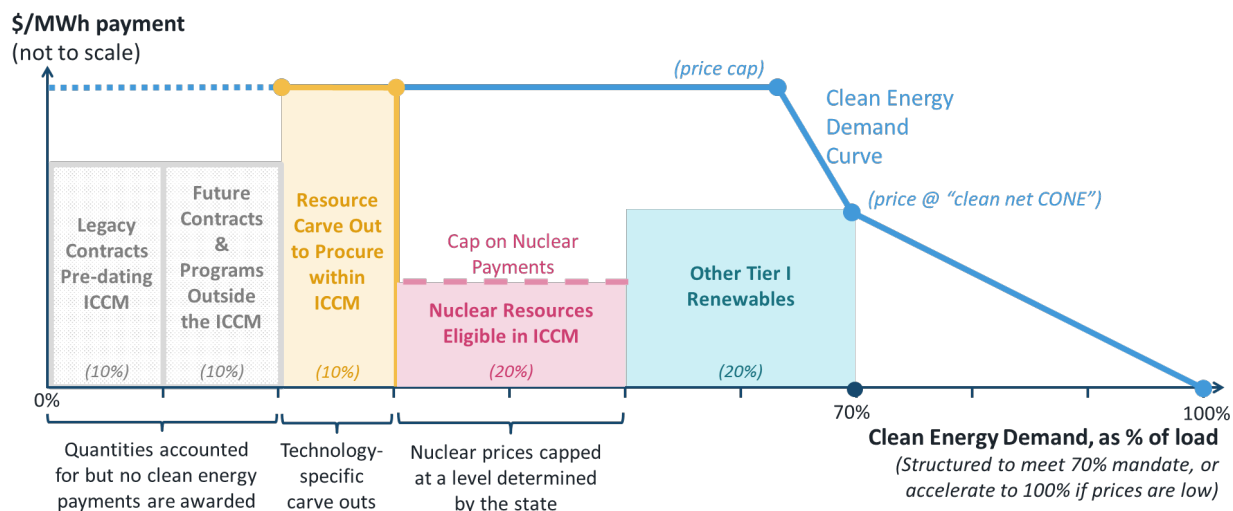 $/MWh payment
(not to scale)
(price cap)
Clean Energy
Demand
Curve
(price @ “clean net CONE”)
Legacy
Contracts
Pre-dating
ICCM
(10%)
Future
Contracts
&
Programs
Outside
the ICCM
(10%)
Resource
Carve Out
to Procure
within
ICCM
(10%)
Cap on Nuclear
Payments
Nuclear Resources
Eligible in ICCM
(20%)
Other Tier I
Renewables
(20%)
0%
70%
100%
Quantities accounted
for but no clean energy
payments are awarded
Technology-
specific
carve outs
Nuclear prices capped
at a level determined
by the state
Clean Energy Demand, as % of load
(Structured to meet 70% mandate, or
accelerate to 100% if prices are low)